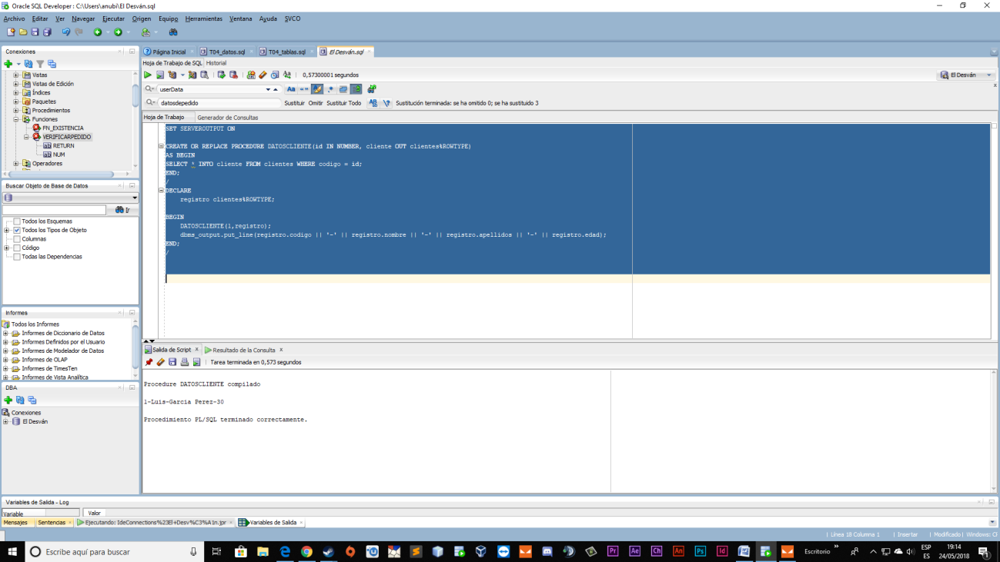 Oracle SQL Developer : C:\Users\anubi\El Desván.sql
Archivo Editar Ver Navegar Ejecutar Origen Equipo Herramientas Ventana Ayuda SVCO
Conexiones
Vistas
Vistas de Edición
Índices
Paquetes
Procedimientos
Funciones
FN_EXISTENCIA
VERIFICARPEDIDO
RETURN
NUM
Operadores
Buscar Objeto de Base de Datos
Ir
Todos los Esquemas
Todos los Tipos de Objeto
Columnas
Código
Todas las Dependencias
Informes
Todos los Informes
Informes de Diccionario de Datos
Informes Definidos por el Usuario
Informes de Modelador de Datos
Informes de OLAP
Informes de TimesTen
Informes de Vista Analítica
DBA
Conexiones
El Desván
Página Inicial T04_datos.sql T04_tablas.sql El Desván.sql
Hoja de Trabajo de SQL Historial
0,57300001 segundos
El Desván
userData
datosdepedido Sustituir Omitir Sustituir Todo Sustitución terminada: se ha omitido 0; se ha sustituido 3
Hoja de Trabajo Generador de Consultas
SET SERVEROUTPUT ON
CREATE OR REPLACE PROCEDURE DATOSCLIENTE(id IN NUMBER, cliente OUT clientes%ROWTYPE)
AS BEGIN
SELECT * INTO cliente FROM clientes WHERE codigo = id;
END;
/
DECLARE
registro clientes%ROWTYPE;
BEGIN
DATOSCLIENTE(1,registro);
dbms_output.put_line(registro.codigo || '-' || registro.nombre || '-' || registro.apellidos || '-' || registro.edad);
END;
/
Salida de Script Resultado de la Consulta
Tarea terminada en 0,573 segundos
Procedure DATOSCLIENTE compilado
1-Luis-Garcia Perez-30
Procedimiento PL/SQL terminado correctamente.
Variables de Salida - Log
Variable Valor
Mensajes Sentencias Ejecutando: IdeConnections%23El+Desv%C3%A1n.jpr Variables de Salida
Línea 18 Columna 1 Insertar Modificado Windows:
Escribe aquí para buscar
Pr Ae Ch An Ps Id
Escritorio
ESP
ES
19:14
24/05/2018